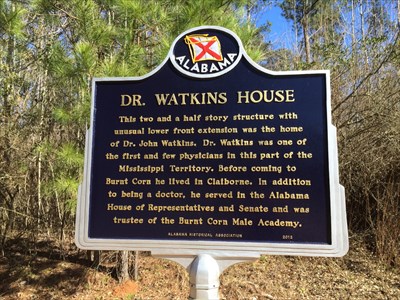 ALABAMA
DR. WATKINS HOUSE
This two and a half story structure with
unusual lower front extension was the home
of Dr. John Watkins. Dr. Watkins was one of
the first and few physicians in this part of the
Mississippi Territory. Before coming to
Burnt Corn he lived in Claiborne. In addition
to being a doctor, he served in the Alabama
House of Representatives and Senate and was
trustee of the Burnt Corn Male Academy.
ALABAMA HISTORICAL ASSOCIATION